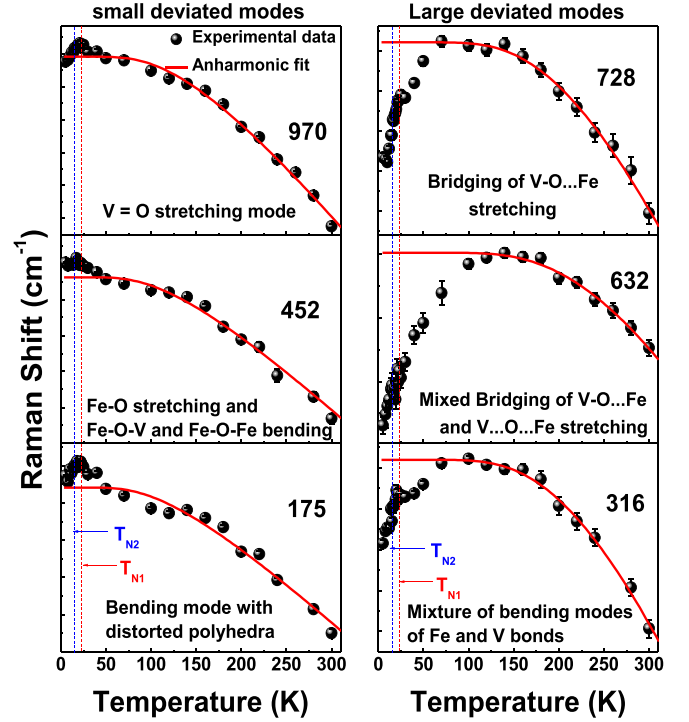 small deviated modes
Large deviated modes
Experimental data
Anharmonic fit
970
V = O stretching mode
728
Bridging of V-O...Fe
stretching
452
Fe-O stretching and
Fe-O-V and Fe-O-Fe bending
632
Mixed Bridging of V-O...Fe
and V...O...Fe stretching
175
T_N2
T_N1
Bending mode with
distorted polyhedra
316
T_N2
T_N1
Mixture of bending modes
of Fe and V bonds
Raman Shift (cm⁻¹)
0 50 100 150 200 250 300
0 50 100 150 200 250 300
Temperature (K)
Temperature (K)